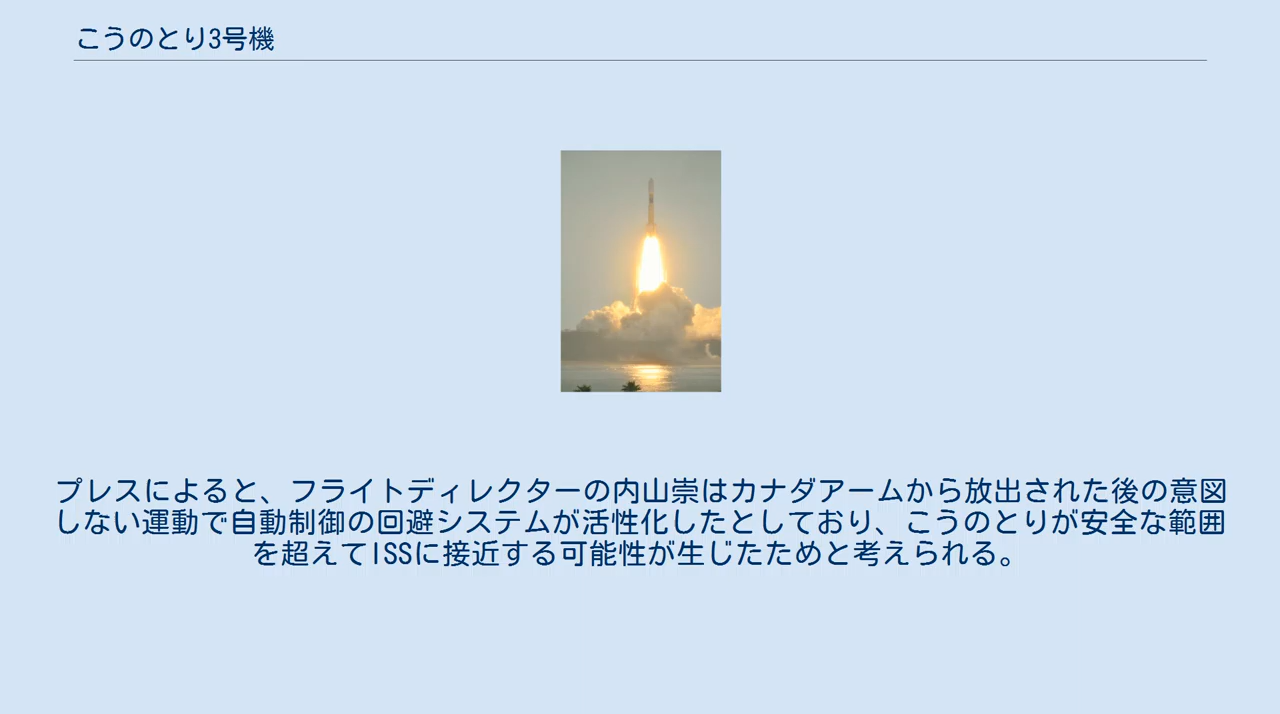 こうのとり3号機
プレスによると、フライトディレクターの内山崇はカナダアームから放出された後の意図
しない運動で自動制御の回避システムが活性化したとしており、こうのとりが安全な範囲
を超えてISSに接近する可能性が生じたためと考えられる。